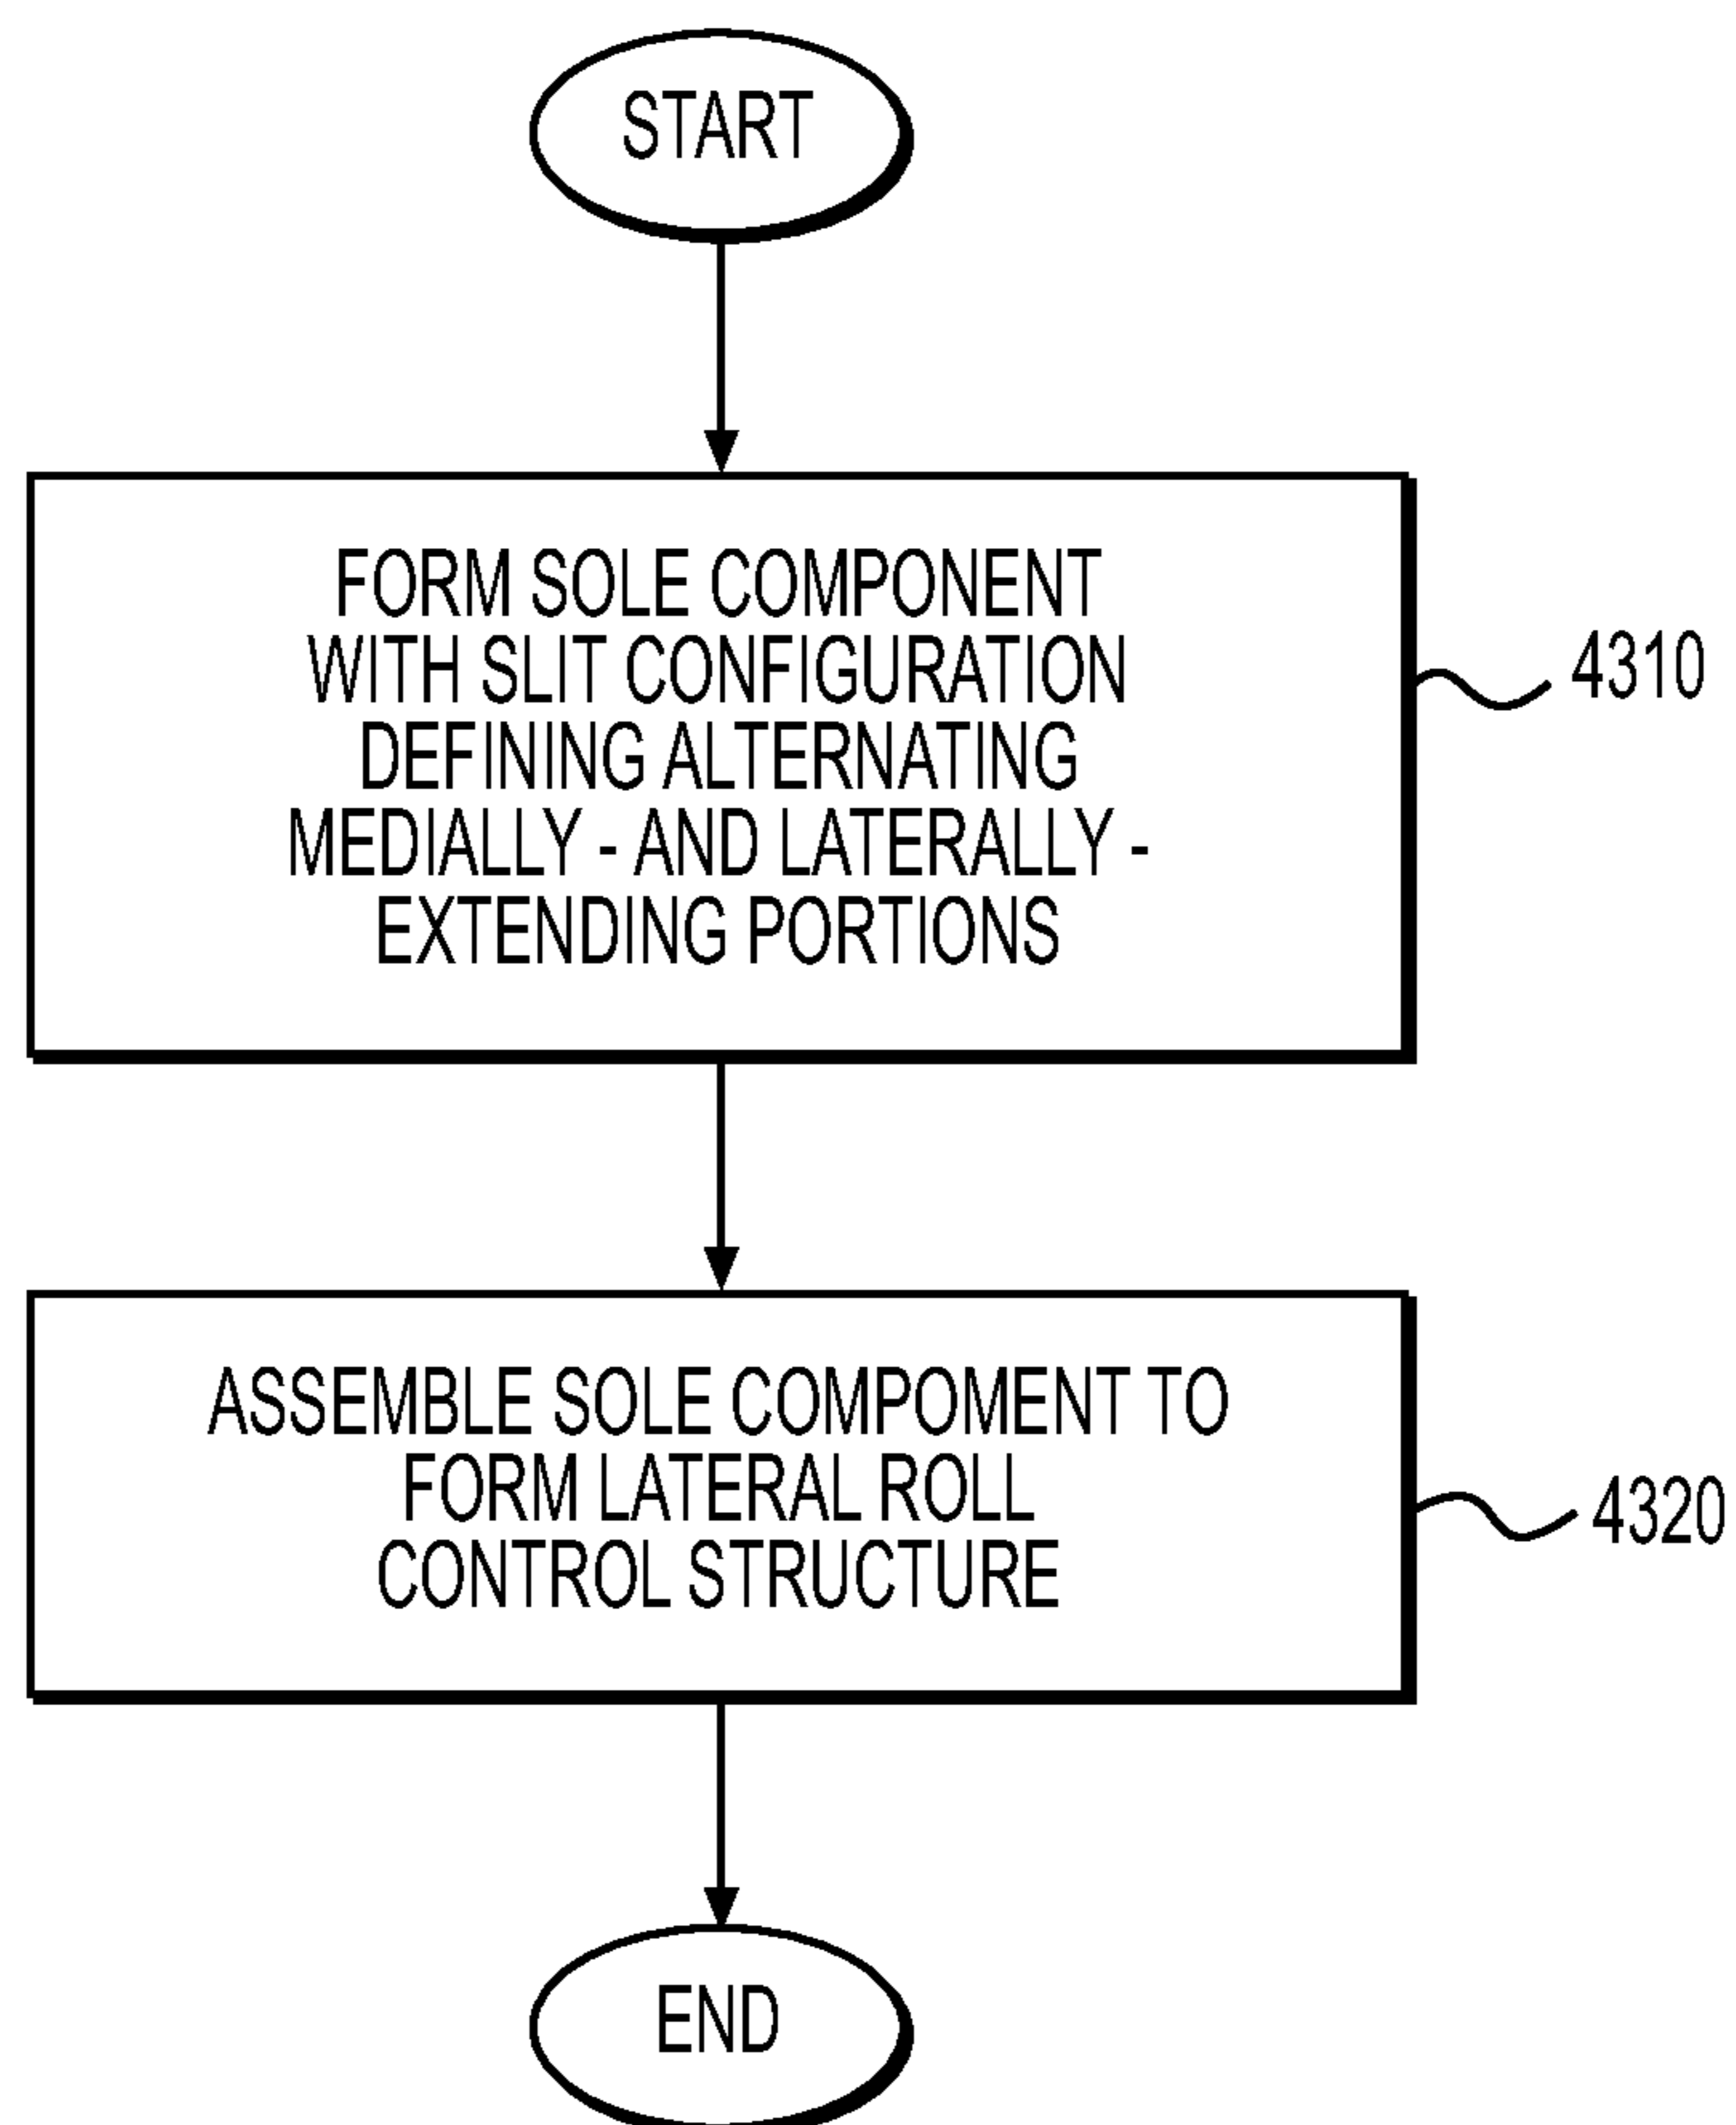 START
FORM SOLE COMPONENT
WITH SLIT CONFIGURATION
DEFINING ALTERNATING
MEDIALLY - AND LATERALLY -
EXTENDING PORTIONS
4310
ASSEMBLE SOLE COMPOMENT TO
FORM LATERAL ROLL
CONTROL STRUCTURE
4320
END